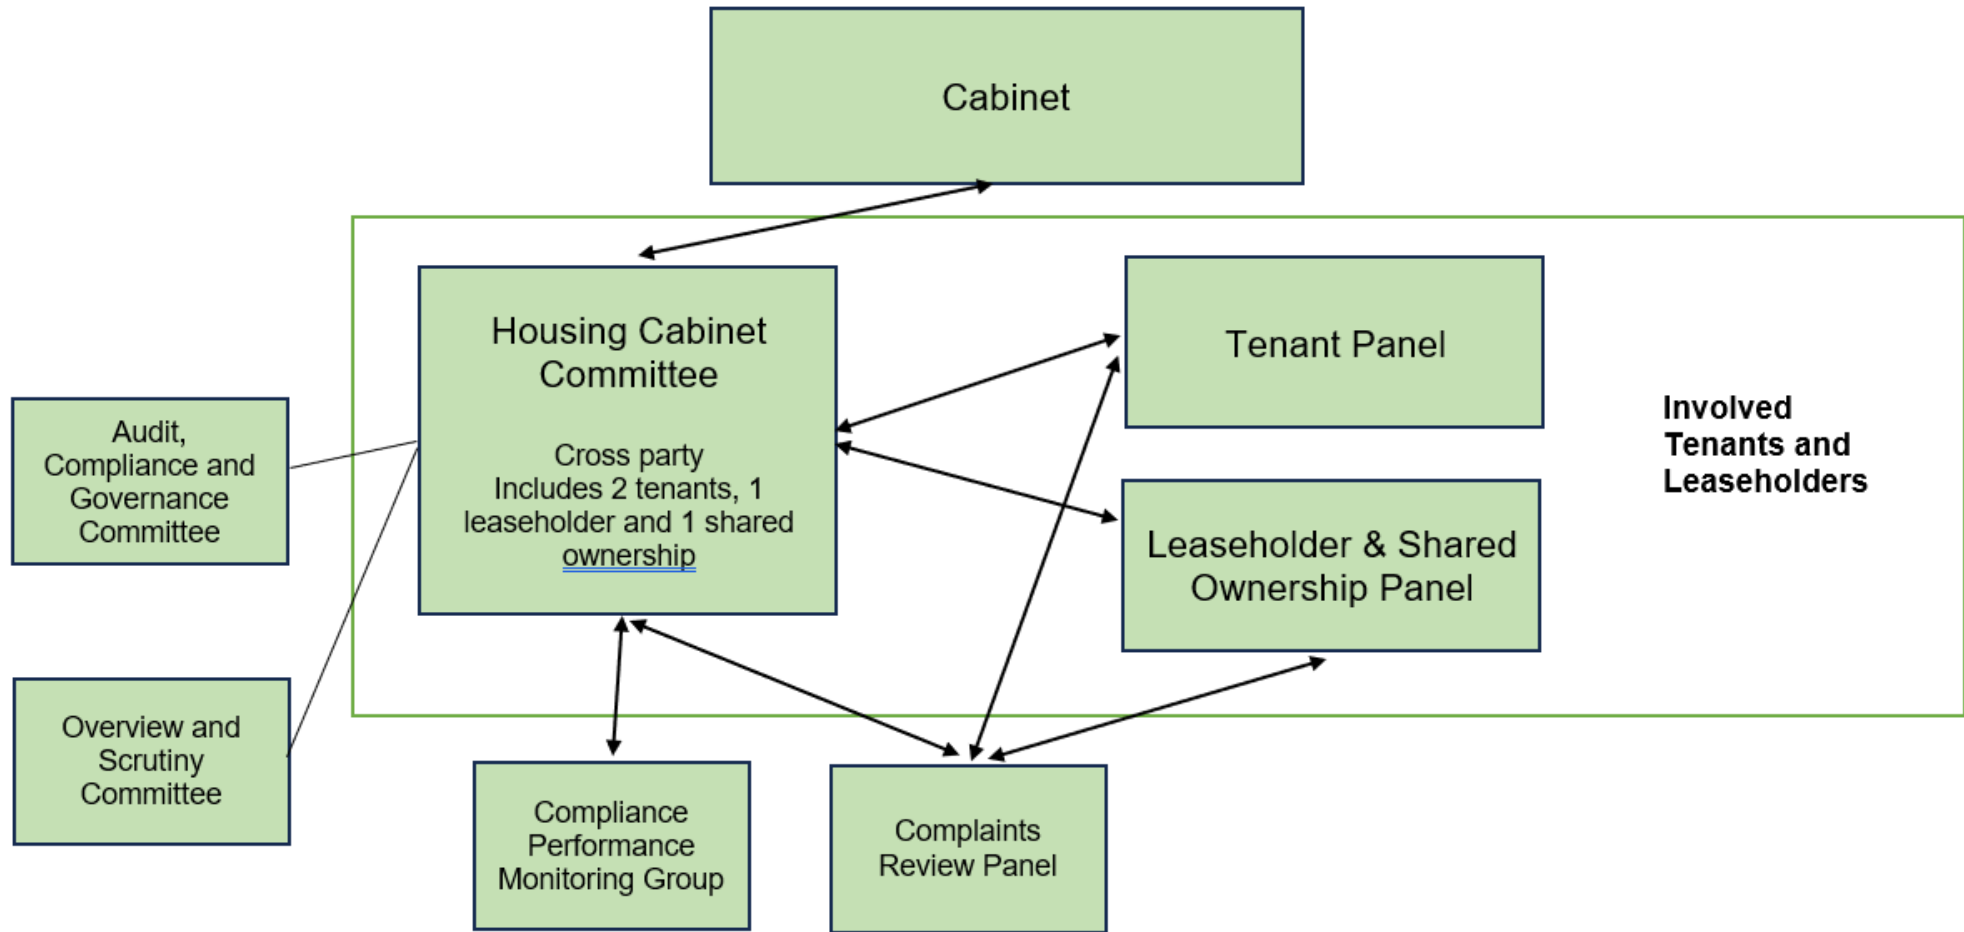 Cabinet
Housing Cabinet
Committee
Cross party
Includes 2 tenants, 1
leaseholder and 1 shared
ownership
Tenant Panel
Involved
Tenants and
Leaseholders
Audit,
Compliance and
Governance
Committee
Leaseholder & Shared
Ownership Panel
Overview and
Scrutiny
Committee
Compliance
Performance
Monitoring Group
Complaints
Review Panel